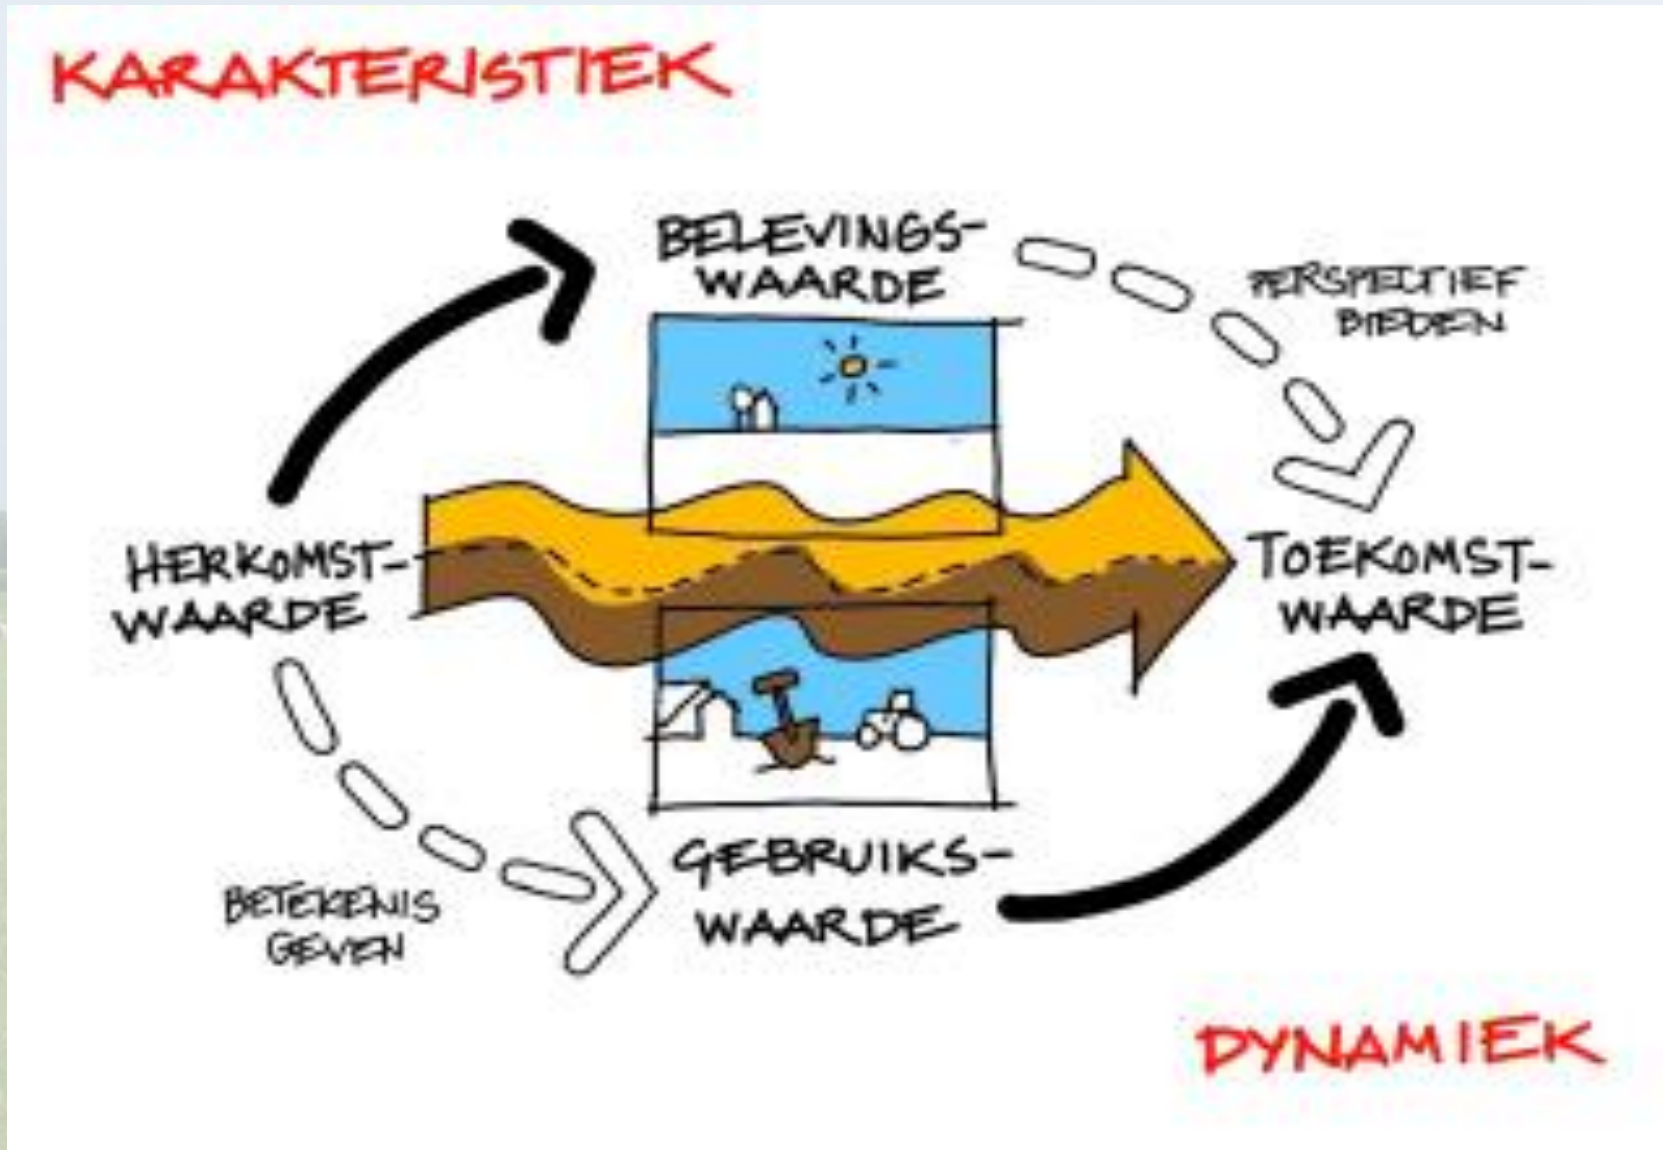 KARAKTERISTIEK
BELEVINGS-
WAARDE
PERSPECTIEF
BIEDEN
HERKOMST-
WAARDE
TOEKOMST-
WAARDE
GEBRUIKS-
WAARDE
BETEKENIS
GEVEN
DYNAMIEK